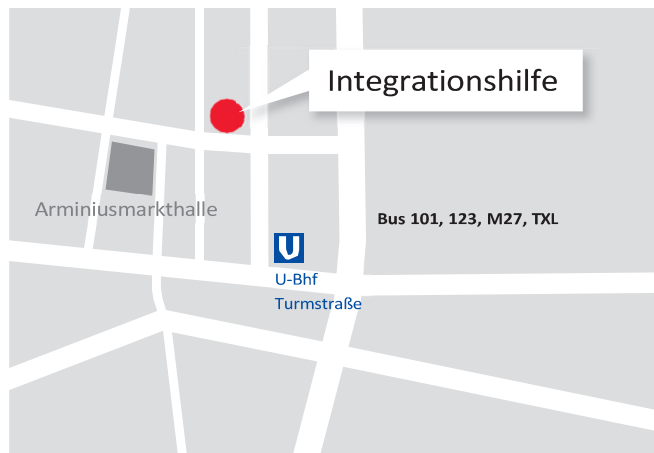 Integrationshilfe
Arminiusmarkthalle
Bus 101, 123, M27, TXL
U
U-Bhf
Turmstraße